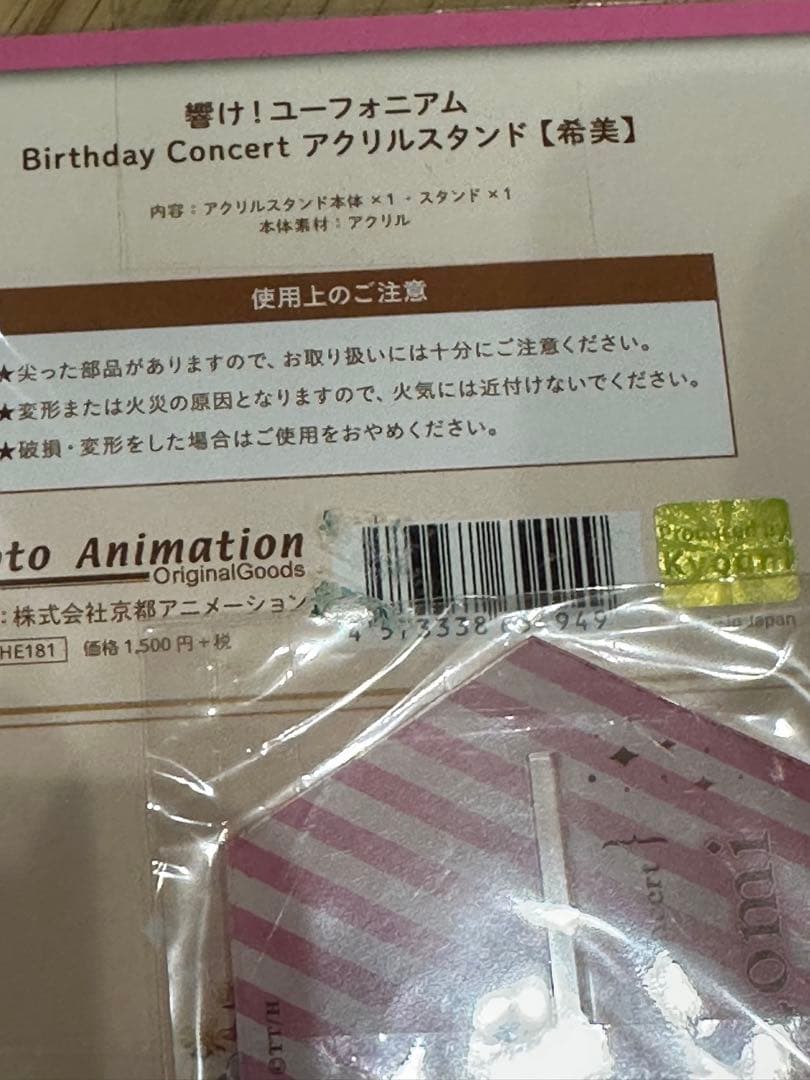 響け！ユーフォニアム
Birthday Concert アクリルスタンド【希美】
内容：アクリルスタンド本体 ×1・スタンド ×1
本体素材：アクリル
使用上のご注意
★尖った部品がありますので、お取り扱いには十分にご注意ください。
★変形または火災の原因となりますので、火気には近付けないでください。
★破損・変形をした場合はご使用をおやめください。
oto Animation
OriginalGoods
：株式会社京都アニメーション
HE181 価格 1,500 円＋税
Produced by
Kyoani
in Japan
omi